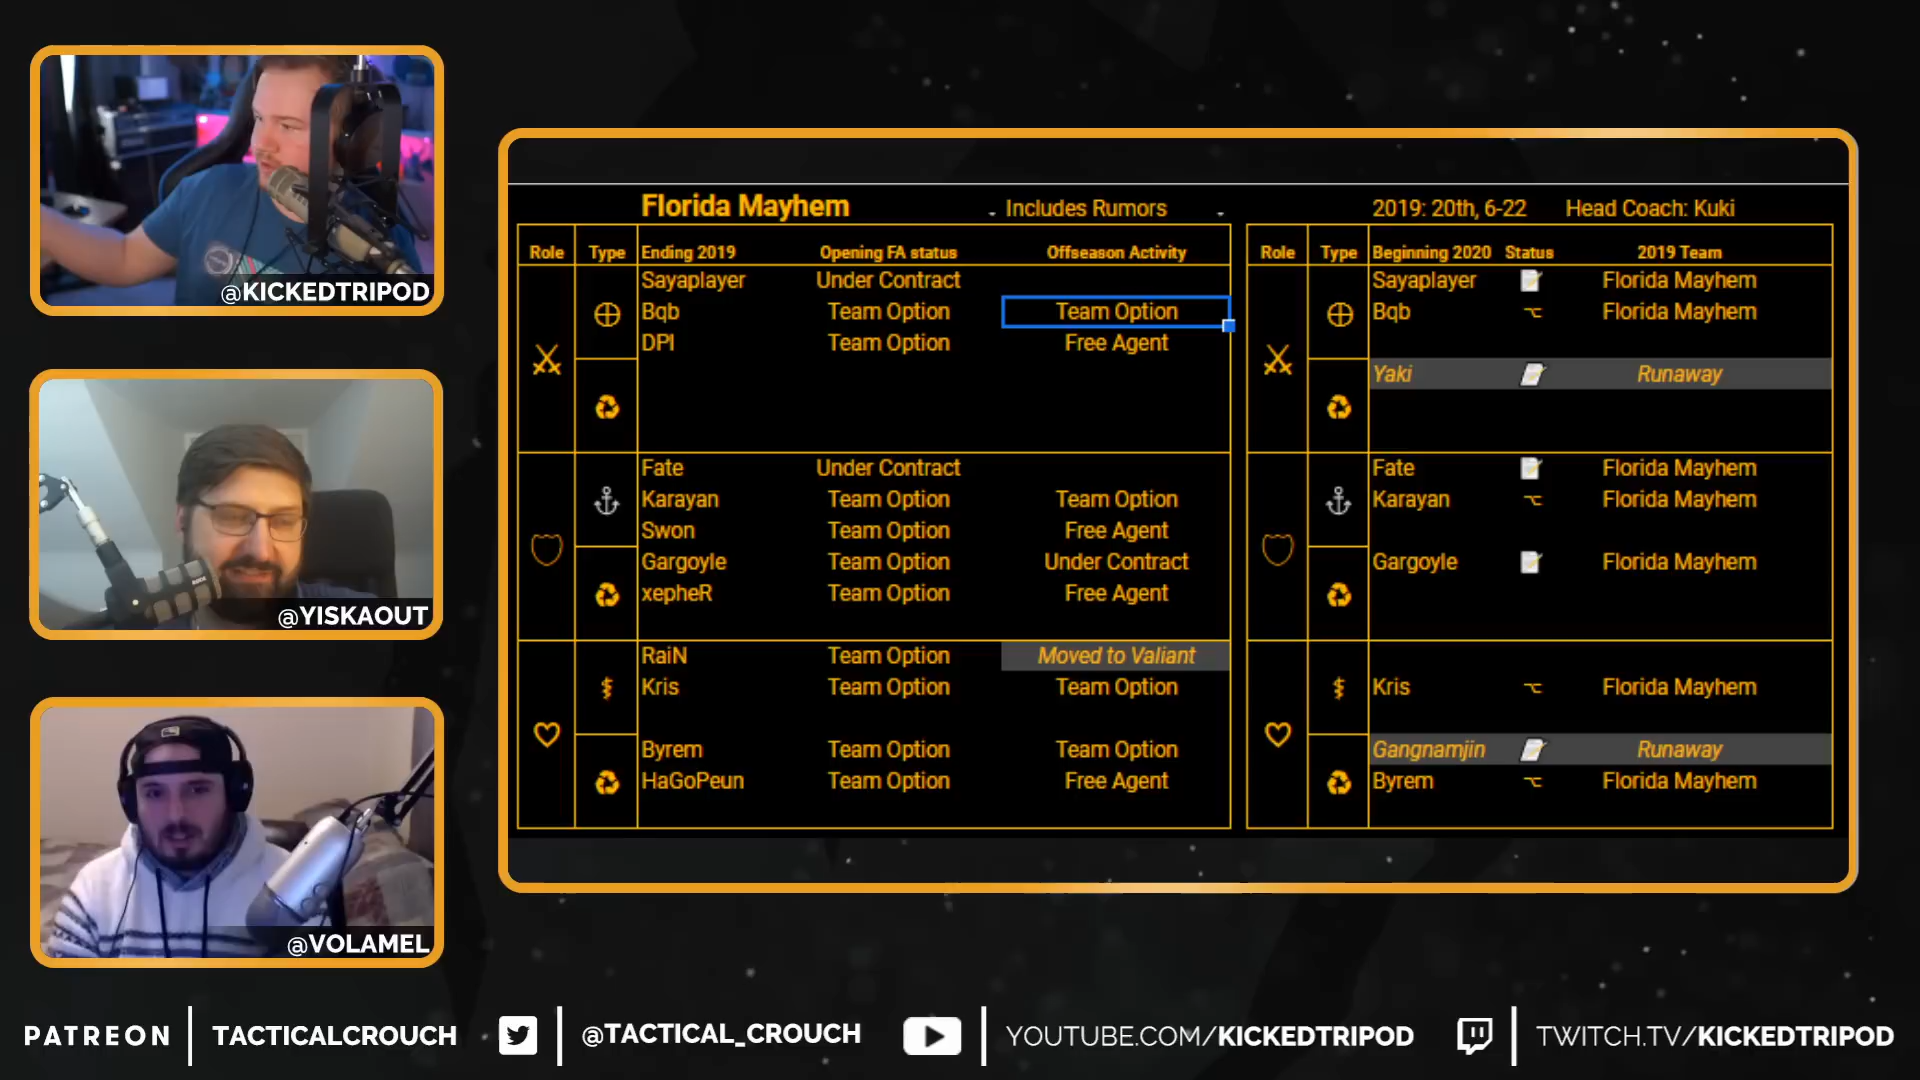 @KICKEDTRIPOD
@YISKAOUT
@VOLAMEL
Florida Mayhem Includes Rumors
Role Type Ending 2019 Opening FA status Offseason Activity
Sayaplayer Under Contract
Bqb Team Option Team Option
DPI Team Option Free Agent
Fate Under Contract
Karayan Team Option Team Option
Swon Team Option Free Agent
Gargoyle Team Option Under Contract
xepheR Team Option Free Agent
RaiN Team Option Moved to Valiant
Kris Team Option Team Option
Byrem Team Option Team Option
HaGoPeun Team Option Free Agent
2019: 20th, 6-22 Head Coach: Kuki
Role Type Beginning 2020 Status 2019 Team
Sayaplayer Florida Mayhem
Bqb Florida Mayhem
Yaki Runaway
Fate Florida Mayhem
Karayan Florida Mayhem
Gargoyle Florida Mayhem
Kris Florida Mayhem
Gangnamjin Runaway
Byrem Florida Mayhem
PATREON | TACTICALCROUCH | @TACTICAL_CROUCH | YOUTUBE.COM/KICKEDTRIPOD | TWITCH.TV/KICKEDTRIPOD